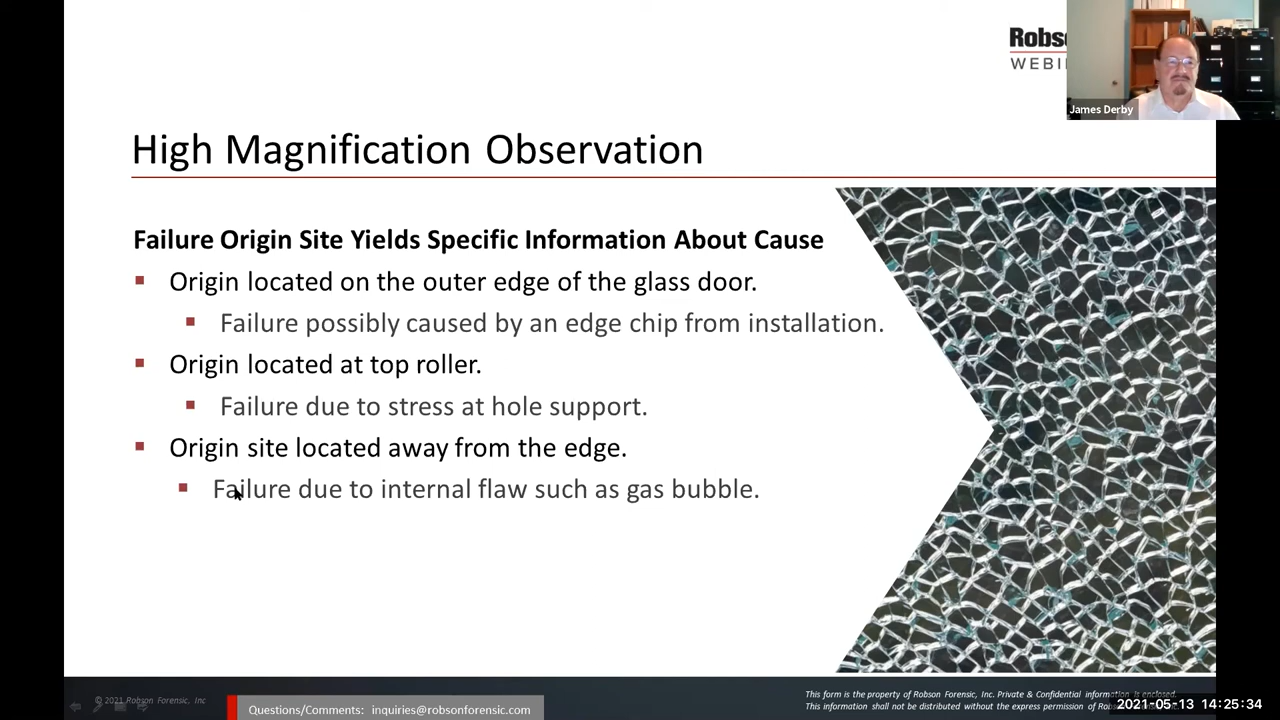 Robs
WEBI
James Derby
High Magnification Observation
Failure Origin Site Yields Specific Information About Cause
Origin located on the outer edge of the glass door.
Failure possibly caused by an edge chip from installation.
Origin located at top roller.
Failure due to stress at hole support.
Origin site located away from the edge.
Failure due to internal flaw such as gas bubble.
© 2021 Robson Forensic, Inc
Questions/Comments: inquiries@robsonforensic.com
This form is the property of Robson Forensic, Inc. Private & Confidential information is enclosed.
This information shall not be distributed without the express permission of
2021-05-13 14:25:34